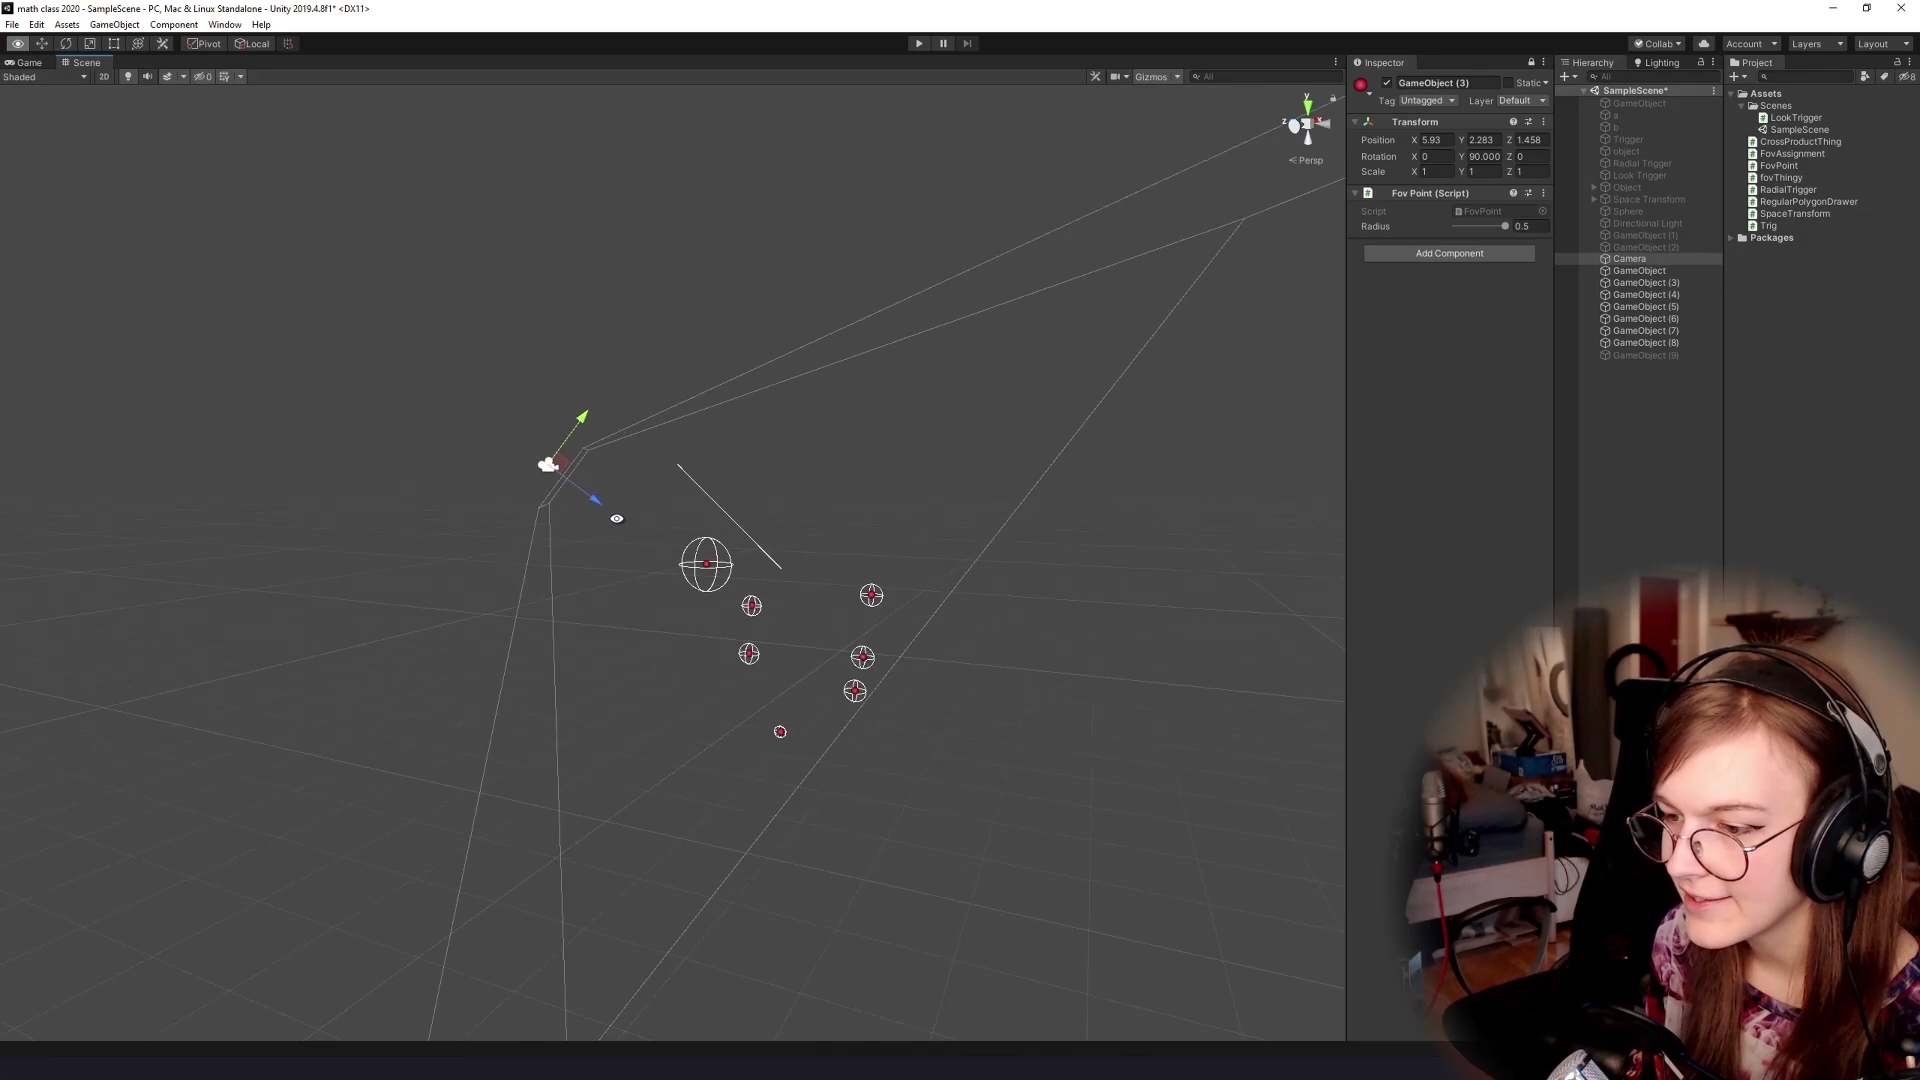 math class 2020 - SampleScene - PC, Mac & Linux Standalone - Unity 2019.4.8f1* <DX11>
File Edit Assets GameObject Component Window Help
Pivot Local Collab Account Layers Layout
Game Scene
Shaded 2D 0 Gizmos All
y
z x
Persp
Inspector
GameObject (3) Static
Tag Untagged Layer Default
Transform
Position X 5.93 Y 2.283 Z 1.458
Rotation X 0 Y 90.000 Z 0
Scale X 1 Y 1 Z 1
Fov Point (Script)
Script FovPoint
Radius 0.5
Add Component
Hierarchy Lighting
All
SampleScene*
GameObject
a
b
Trigger
object
Radial Trigger
Look Trigger
Object
Space Transform
Sphere
Directional Light
GameObject (1)
GameObject (2)
Camera
GameObject
GameObject (3)
GameObject (4)
GameObject (5)
GameObject (6)
GameObject (7)
GameObject (8)
GameObject (9)
Project
8
Assets
Scenes
LookTrigger
SampleScene
CrossProductThing
FovAssignment
FovPoint
fovThingy
RadialTrigger
RegularPolygonDrawer
SpaceTransform
Trig
Packages